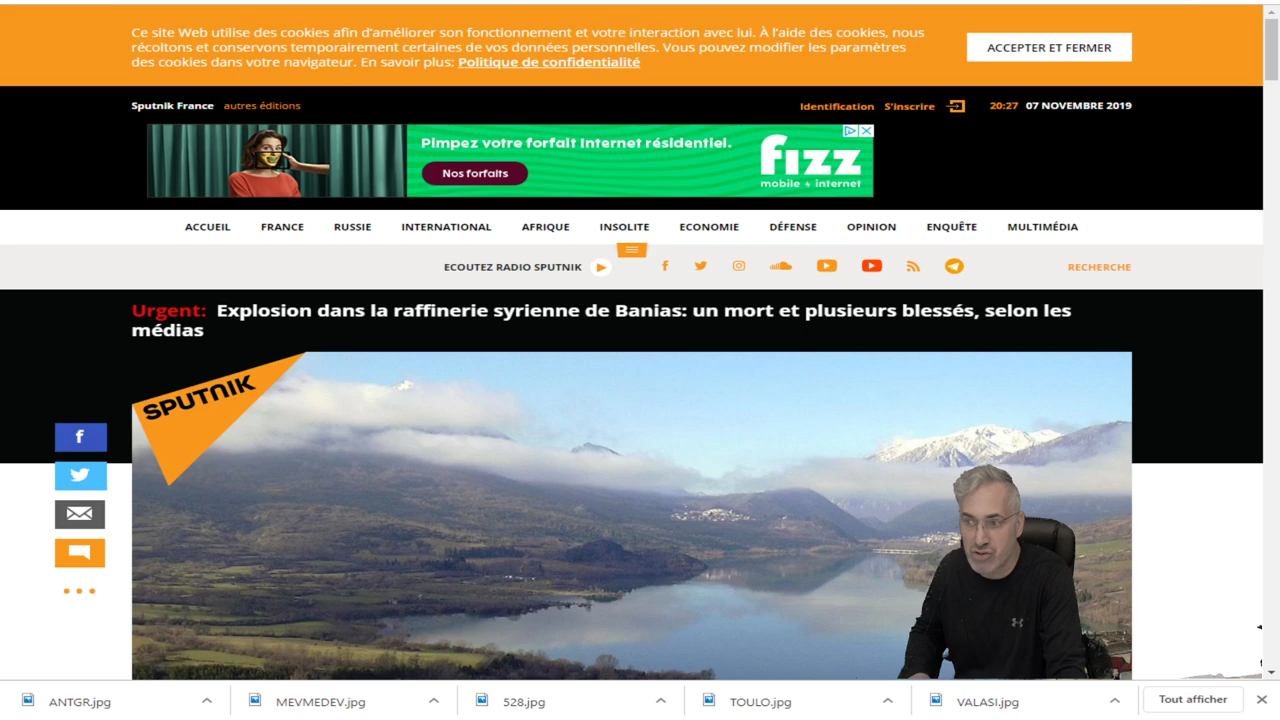 Ce site Web utilise des cookies afin d'améliorer son fonctionnement et votre interaction avec lui. À l'aide des cookies, nous
récoltons et conservons temporairement certaines de vos données personnelles. Vous pouvez modifier les paramètres
des cookies dans votre navigateur. En savoir plus: Politique de confidentialité
ACCEPTER ET FERMER
Sputnik France autres éditions
Identification S'inscrire 20:27 07 NOVEMBRE 2019
Pimpez votre forfait Internet résidentiel.
Nos forfaits
fizz
mobile + internet
ACCUEIL FRANCE RUSSIE INTERNATIONAL AFRIQUE INSOLITE ECONOMIE DÉFENSE OPINION ENQUÊTE MULTIMÉDIA
ECOUTEZ RADIO SPUTNIK
RECHERCHE
Urgent: Explosion dans la raffinerie syrienne de Banias: un mort et plusieurs blessés, selon les
médias
SPUTNIK
ANTGR.jpg MEVMEDEV.jpg 528.jpg TOULO.jpg VALASI.jpg Tout afficher